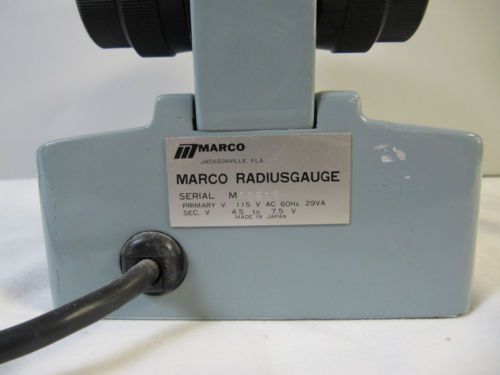 MARCO
JACKSONVILLE FLA.
MARCO RADIUSGAUGE
SERIAL
PRIMARY V. 115 V AC 60Hz 29VA
SEC. V 4.5 to 7.5 V
MADE IN JAPAN